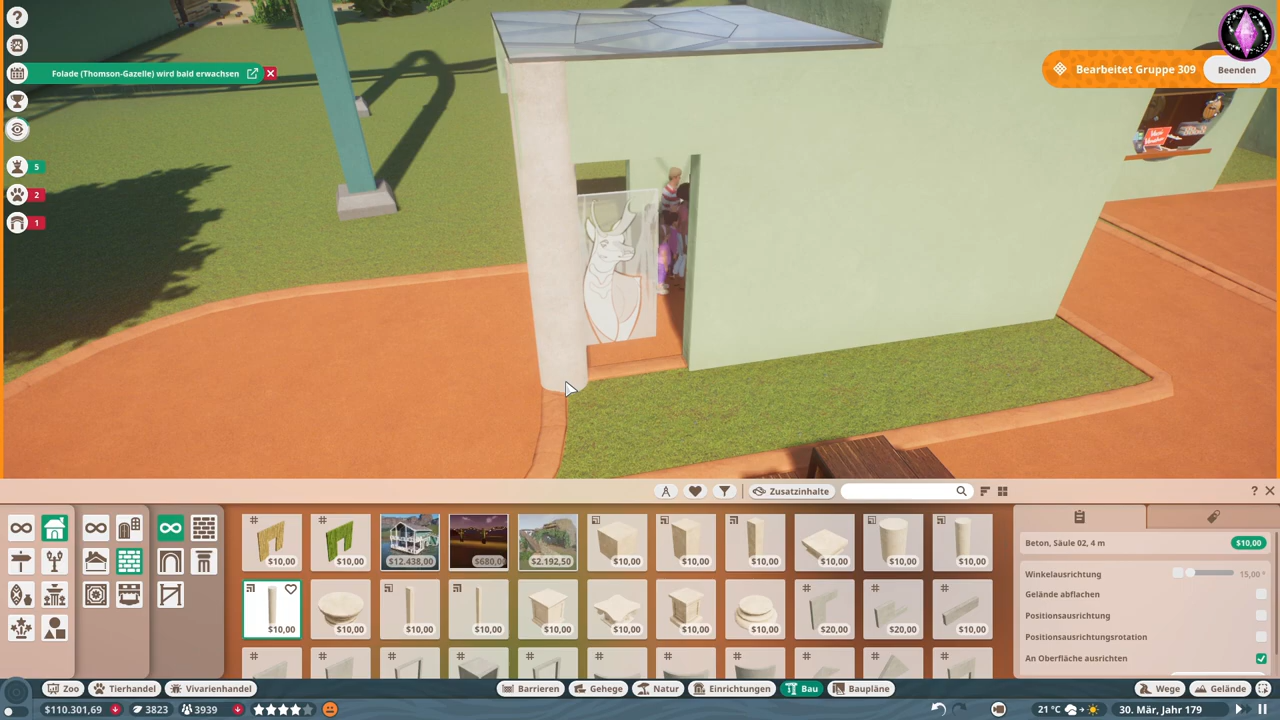 Folade (Thomson-Gazelle) wird bald erwachsen
Bearbeitet Gruppe 309
Beenden
5
2
1
Zusatzinhalte
$10,00
$10,00
$12.438,00
$680,00
$2.192,50
$10,00
$10,00
$10,00
$10,00
$10,00
$10,00
$10,00
$10,00
$10,00
$10,00
$10,00
$10,00
$10,00
$10,00
$20,00
$20,00
$10,00
Beton, Säule 02, 4 m
$10,00
Winkelausrichtung
15,00°
Gelände abflachen
Positionsausrichtung
Positionsausrichtungsrotation
An Oberfläche ausrichten
Zoo
Tierhandel
Vivarienhandel
Barrieren
Gehege
Natur
Einrichtungen
Bau
Baupläne
Wege
Gelände
$110.301,69
3823
3939
21 °C
30. Mär, Jahr 179